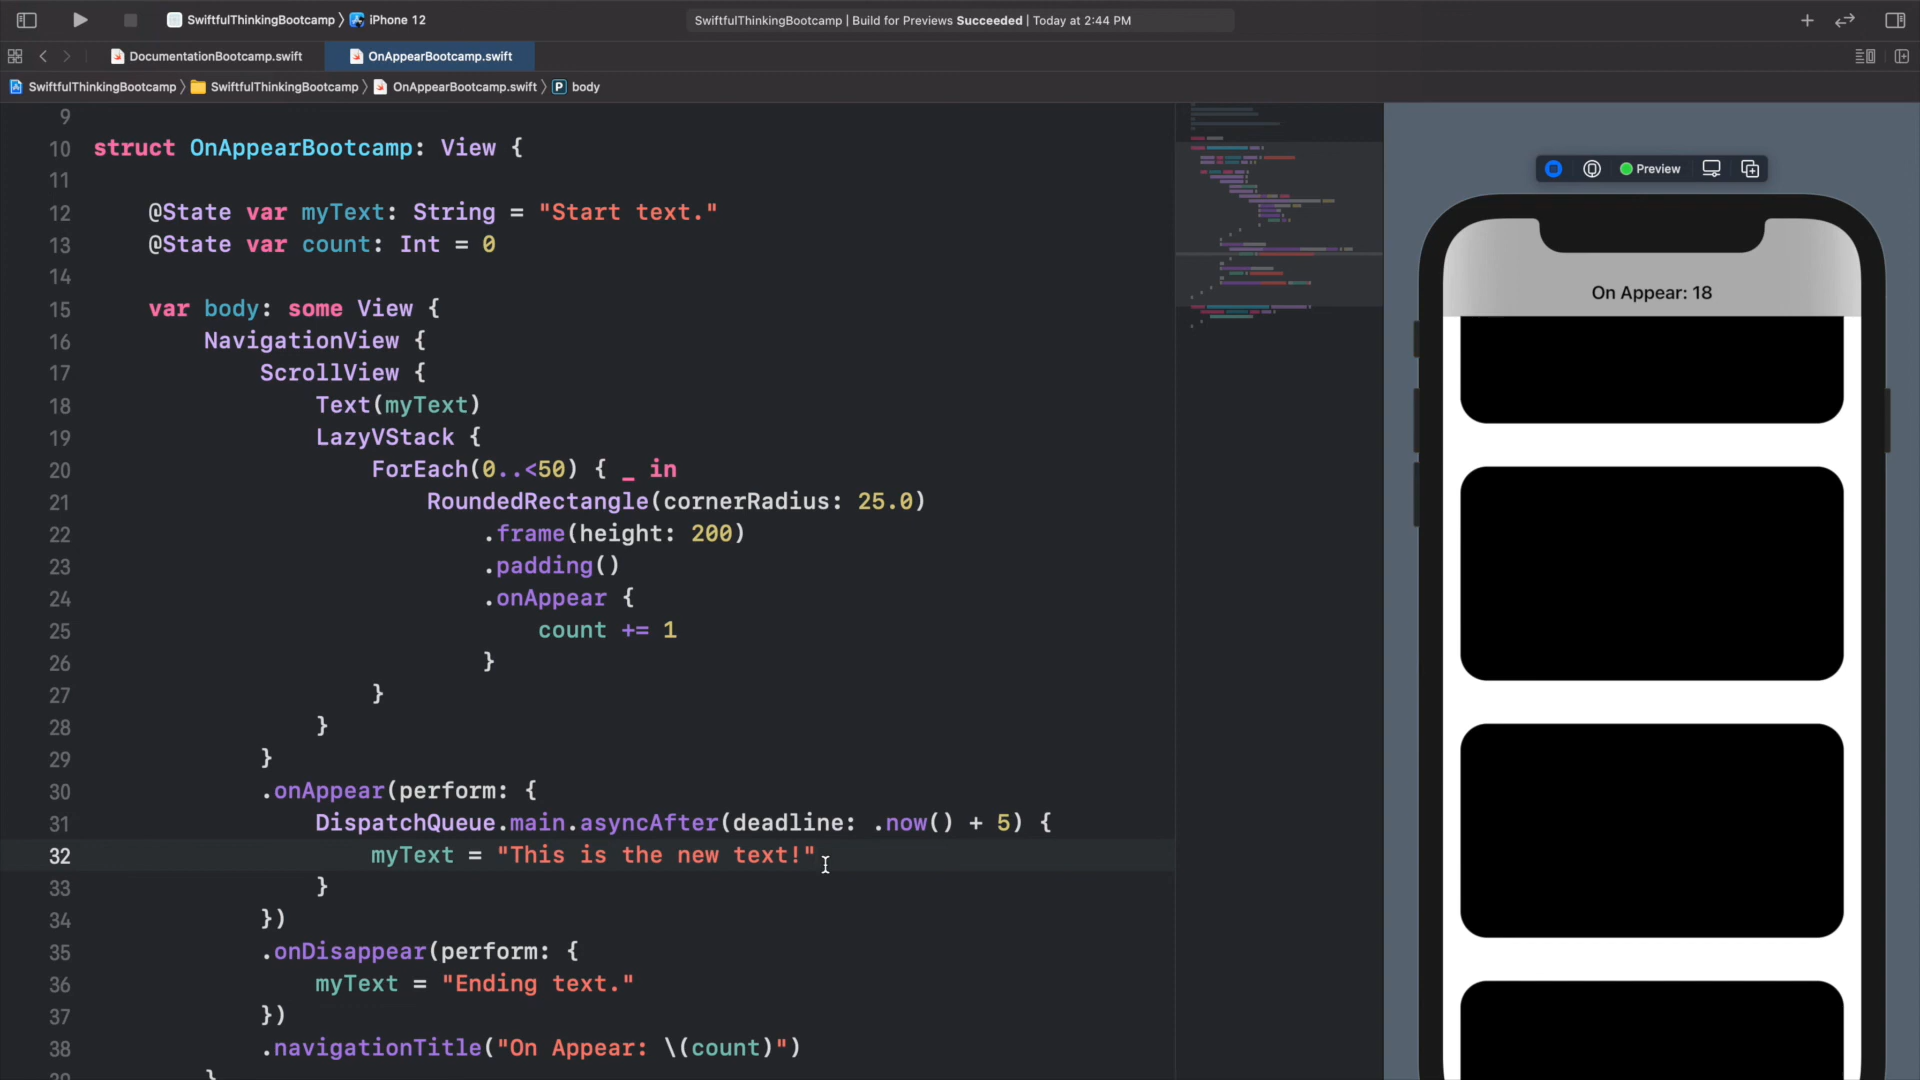 SwiftfulThinkingBootcamp 〉 iPhone 12
SwiftfulThinkingBootcamp | Build for Previews Succeeded | Today at 2:44 PM
DocumentationBootcamp.swift
OnAppearBootcamp.swift
SwiftfulThinkingBootcamp 〉 SwiftfulThinkingBootcamp 〉 OnAppearBootcamp.swift 〉 P body
9
10 struct OnAppearBootcamp: View {
11
12 @State var myText: String = "Start text."
13 @State var count: Int = 0
14
15 var body: some View {
16 NavigationView {
17 ScrollView {
18 Text(myText)
19 LazyVStack {
20 ForEach(0..<50) { _ in
21 RoundedRectangle(cornerRadius: 25.0)
22 .frame(height: 200)
23 .padding()
24 .onAppear {
25 count += 1
26 }
27 }
28 }
29 }
30 .onAppear(perform: {
31 DispatchQueue.main.asyncAfter(deadline: .now() + 5) {
32 myText = "This is the new text!"
33 }
34 })
35 .onDisappear(perform: {
36 myText = "Ending text."
37 })
38 .navigationTitle("On Appear: \(count)")
39 }
Preview
On Appear: 18